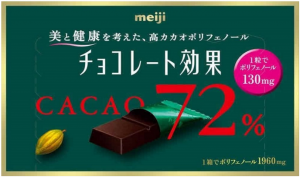 meiji
美と健康を考えた、高カカオポリフェノール
チョコレート効果
1粒で
ポリフェノール
130mg
CACAO 72%
1箱でポリフェノール1960mg